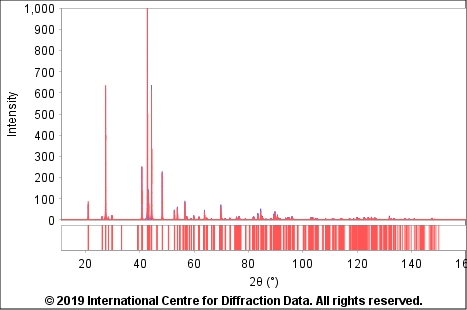 1,000
900
800
700
600
500
400
300
200
100
0
Intensity
20 40 60 80 100 120 140 16
2θ (°)
© 2019 International Centre for Diffraction Data. All rights reserved.